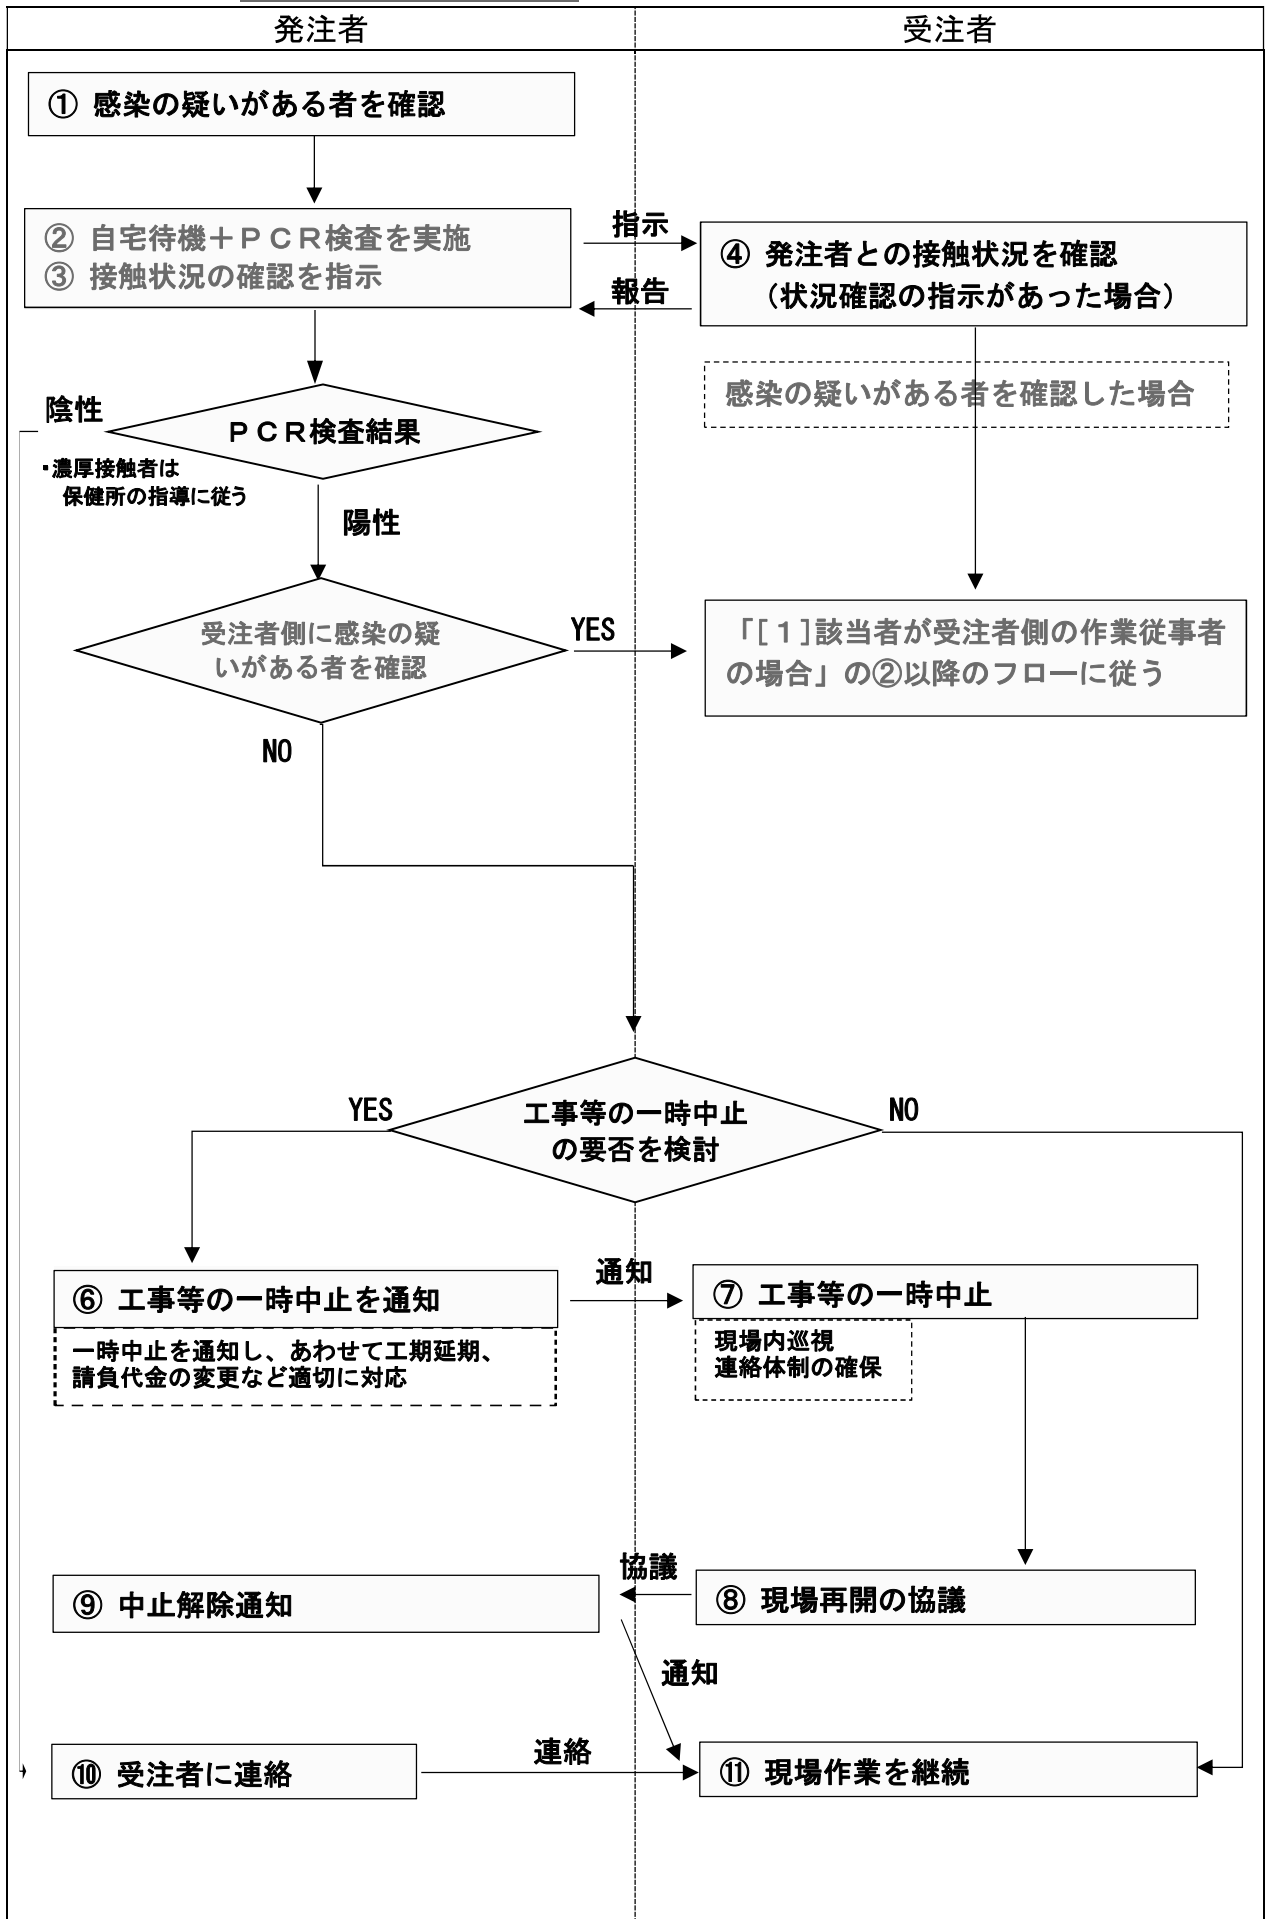 発注者
受注者
① 感染の疑いがある者を確認
② 自宅待機＋ＰＣＲ検査を実施
③ 接触状況の確認を指示
指示
報告
④ 発注者との接触状況を確認
（状況確認の指示があった場合）
感染の疑いがある者を確認した場合
陰性
ＰＣＲ検査結果
・濃厚接触者は
保健所の指導に従う
陽性
受注者側に感染の疑
いがある者を確認
YES
「[１]該当者が受注者側の作業従事者
の場合」の②以降のフローに従う
NO
YES
工事等の一時中止
の要否を検討
NO
⑥ 工事等の一時中止を通知
一時中止を通知し、あわせて工期延期、
請負代金の変更など適切に対応
通知
⑦ 工事等の一時中止
現場内巡視
連絡体制の確保
協議
⑧ 現場再開の協議
⑨ 中止解除通知
通知
⑩ 受注者に連絡
連絡
⑪ 現場作業を継続